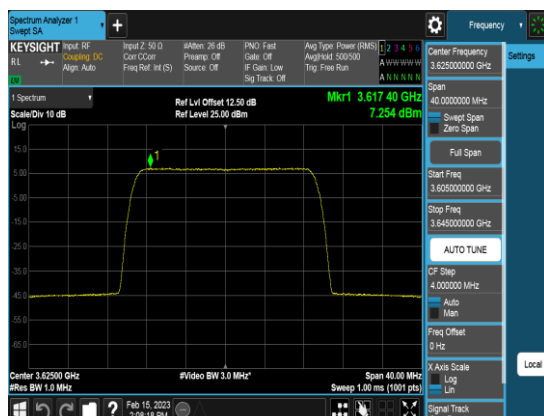 Spectrum Analyzer 1
Swept SA
+
Frequency
KEYSIGHT
RL
Input: RF
Coupling: DC
Align: Auto
Input Z: 50 Ω
Corr CCorr
Freq Ref: Int (S)
#Atten: 26 dB
Preamp: Off
Source: Off
PNO: Fast
Gate: Off
IF Gain: Low
Sig Track: Off
Avg Type: Power (RMS)
Avg|Hold: 500/500
Trig: Free Run
1 2 3 4 5 6
A W W W W W
A N N N N N
1 Spectrum
Scale/Div 10 dB
Log
Ref Lvl Offset 12.50 dB
Ref Level 25.00 dBm
Mkr1 3.617 40 GHz
7.254 dBm
1
15.0
5.00
-5.00
-15.0
-25.0
-35.0
-45.0
-55.0
-65.0
Center 3.62500 GHz
#Res BW 1.0 MHz
#Video BW 3.0 MHz*
Span 40.00 MHz
Sweep 1.00 ms (1001 pts)
Feb 15, 2023
2:08:18 PM
?
Center Frequency
3.625000000 GHz
Span
40.0000000 MHz
Swept Span
Zero Span
Full Span
Start Freq
3.605000000 GHz
Stop Freq
3.645000000 GHz
AUTO TUNE
CF Step
4.000000 MHz
Auto
Man
Freq Offset
0 Hz
X Axis Scale
Log
Lin
Signal Track
Settings
Local